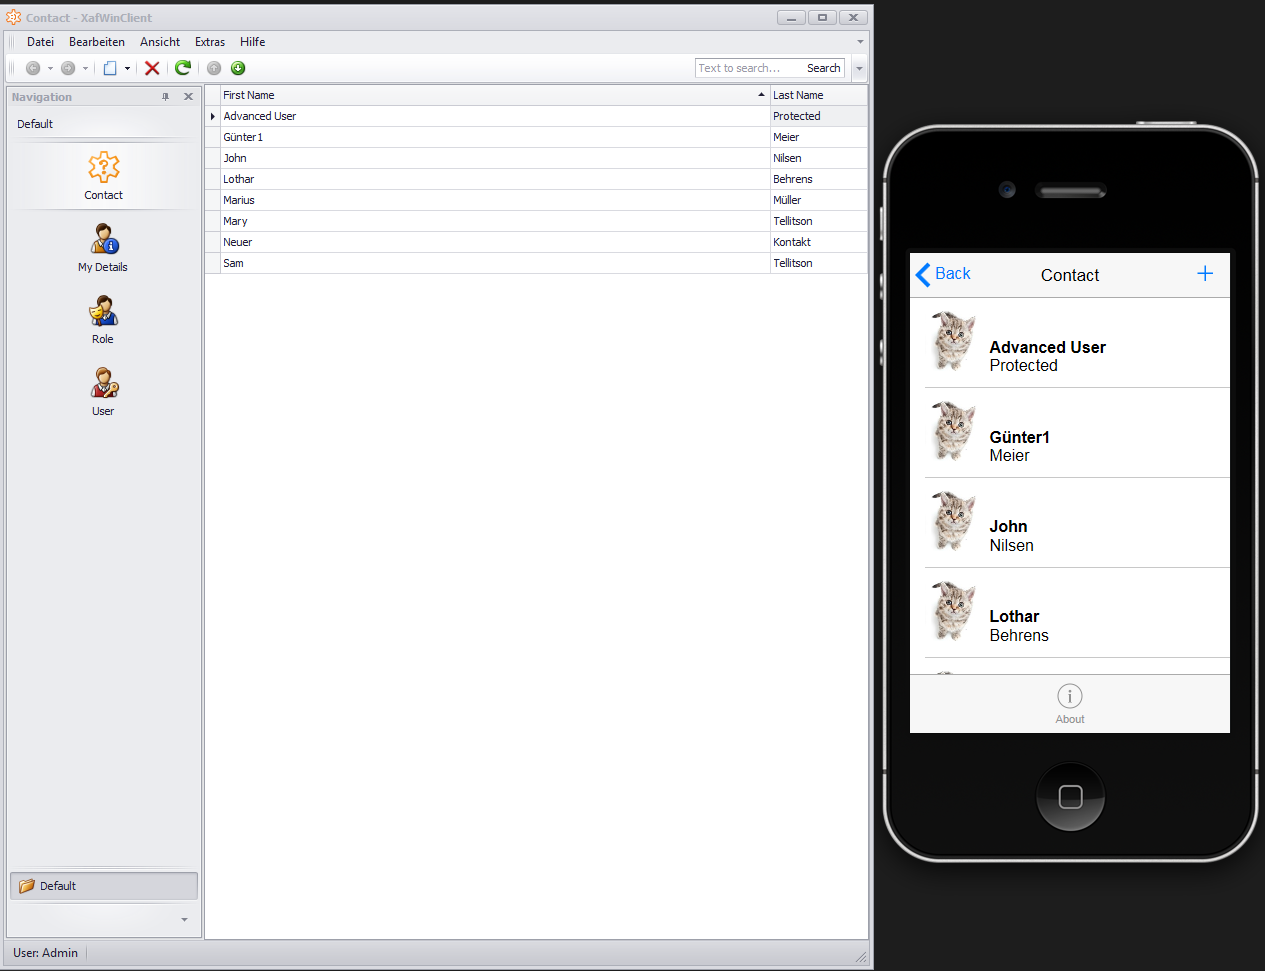 Contact - XafWinClient
Datei Bearbeiten Ansicht Extras Hilfe
Text to search... Search
Navigation
Default
Contact
My Details
Role
User
Default
User: Admin
First Name Last Name
Advanced User Protected
Günter1 Meier
John Nilsen
Lothar Behrens
Marius Müller
Mary Tellitson
Neuer Kontakt
Sam Tellitson
Back Contact +
Advanced User
Protected
Günter1
Meier
John
Nilsen
Lothar
Behrens
About